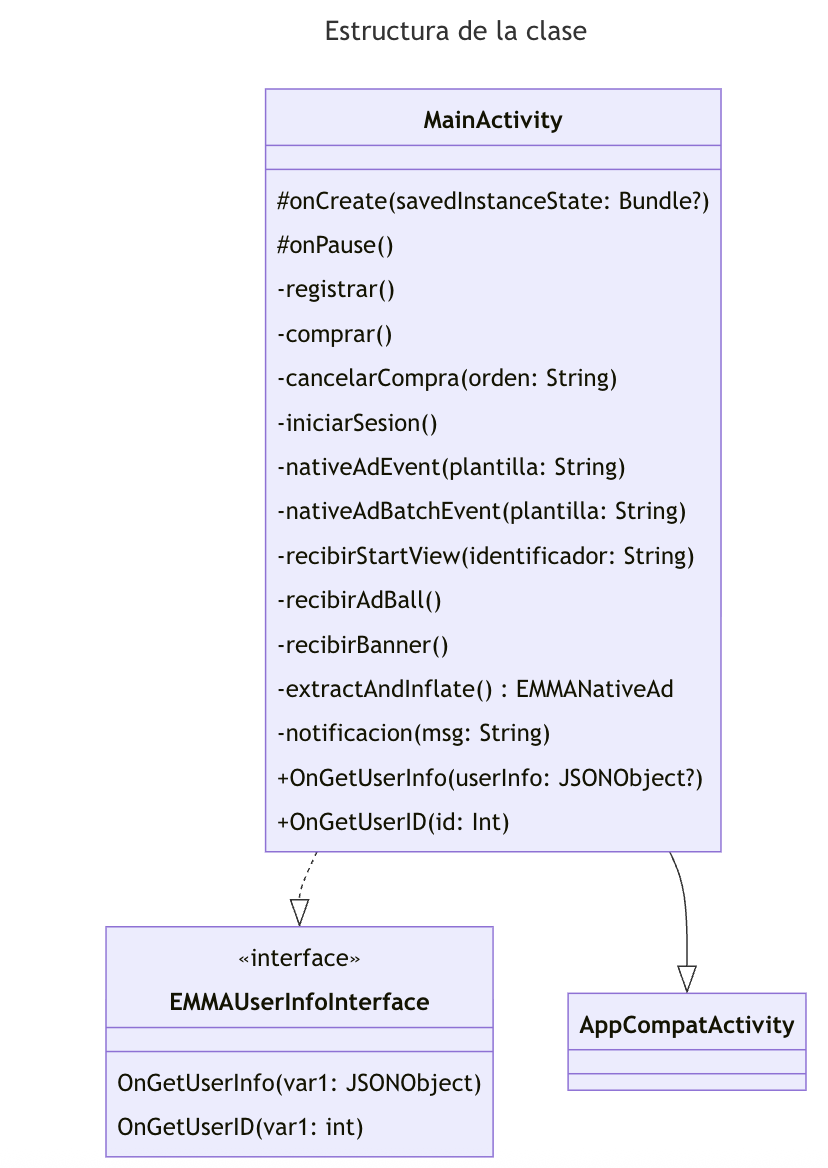 Estructura de la clase
MainActivity
#onCreate(savedInstanceState: Bundle?)
#onPause()
-registrar()
-comprar()
-cancelarCompra(orden: String)
-iniciarSesion()
-nativeAdEvent(plantilla: String)
-nativeAdBatchEvent(plantilla: String)
-recibirStartView(identificador: String)
-recibirAdBall()
-recibirBanner()
-extractAndInflate() : EMMANativeAd
-notificacion(msg: String)
+OnGetUserInfo(userInfo: JSONObject?)
+OnGetUserID(id: Int)
«interface»
EMMAUserInfoInterface
OnGetUserInfo(var1: JSONObject)
OnGetUserID(var1: int)
AppCompatActivity